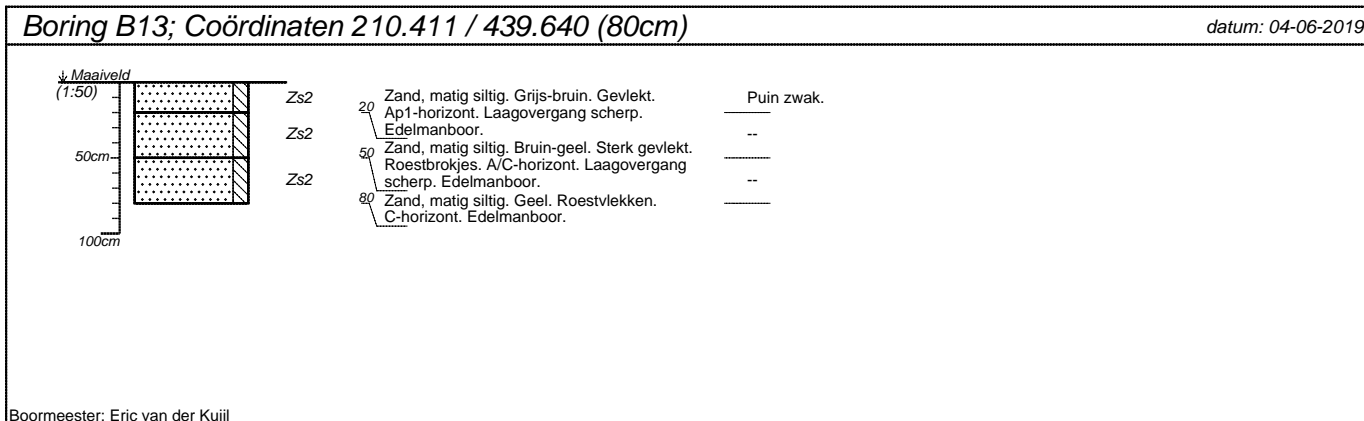 Boring B13; Coördinaten 210.411 / 439.640 (80cm)
datum: 04-06-2019
Maaiveld
(1:50)
50cm
100cm
Zs2
Zs2
Zs2
20
Zand, matig siltig. Grijs-bruin. Gevlekt.
Ap1-horizont. Laagovergang scherp.
Edelmanboor.
50
Zand, matig siltig. Bruin-geel. Sterk gevlekt.
Roestbrokjes. A/C-horizont. Laagovergang
scherp. Edelmanboor.
80
Zand, matig siltig. Geel. Roestvlekken.
C-horizont. Edelmanboor.
Puin zwak.
--
--
Boormeester: Eric van der Kuijl